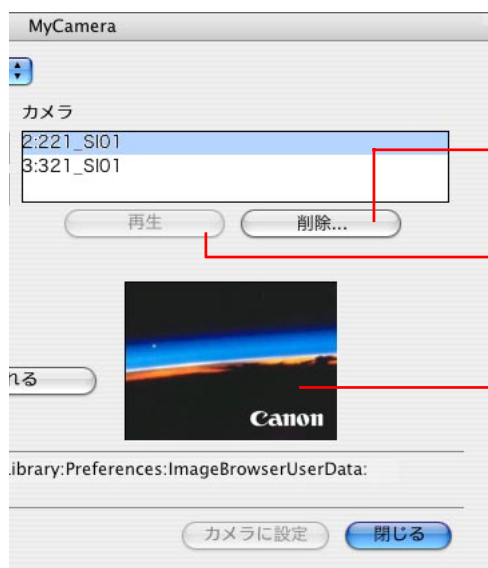 MyCamera
カメラ
2:221_SI01
3:321_SI01
再生 削除...
れる
Canon
ibrary:Preferences:ImageBrowserUserData:
カメラに設定 閉じる